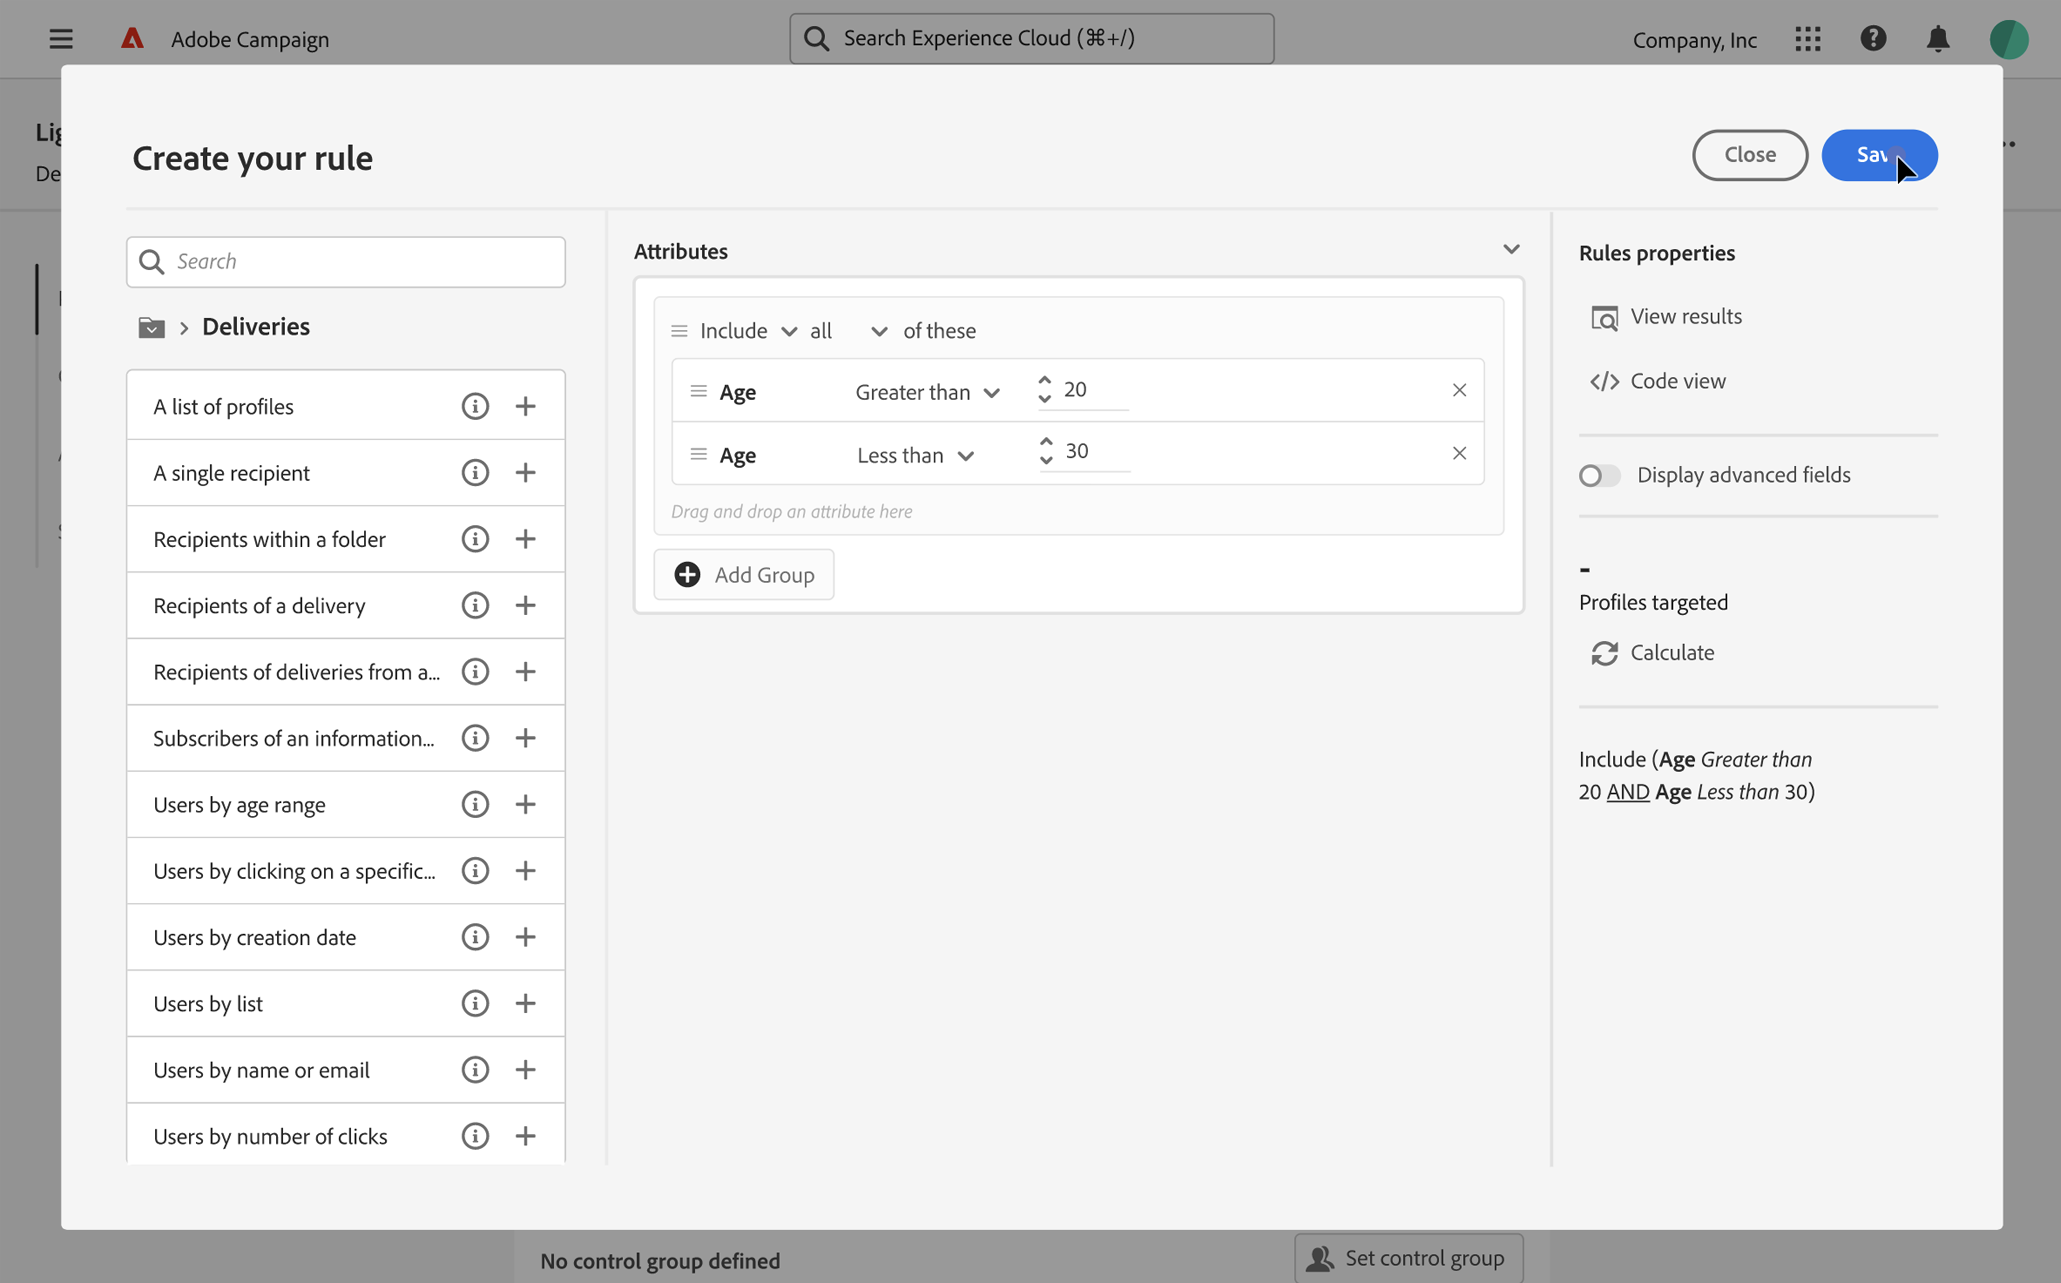 Adobe Campaign
Search Experience Cloud (⌘+/)
Company, Inc
Create your rule
Close
Search
Deliveries
A list of profiles
A single recipient
Recipients within a folder
Recipients of a delivery
Recipients of deliveries from a...
Subscribers of an information...
Users by age range
Users by clicking on a specific...
Users by creation date
Users by list
Users by name or email
Users by number of clicks
Attributes
Include all of these
Age Greater than 20
Age Less than 30
Drag and drop an attribute here
Add Group
Rules properties
View results
</> Code view
Display advanced fields
-
Profiles targeted
Calculate
Include (Age Greater than
20 AND Age Less than 30)
No control group defined
Set control group